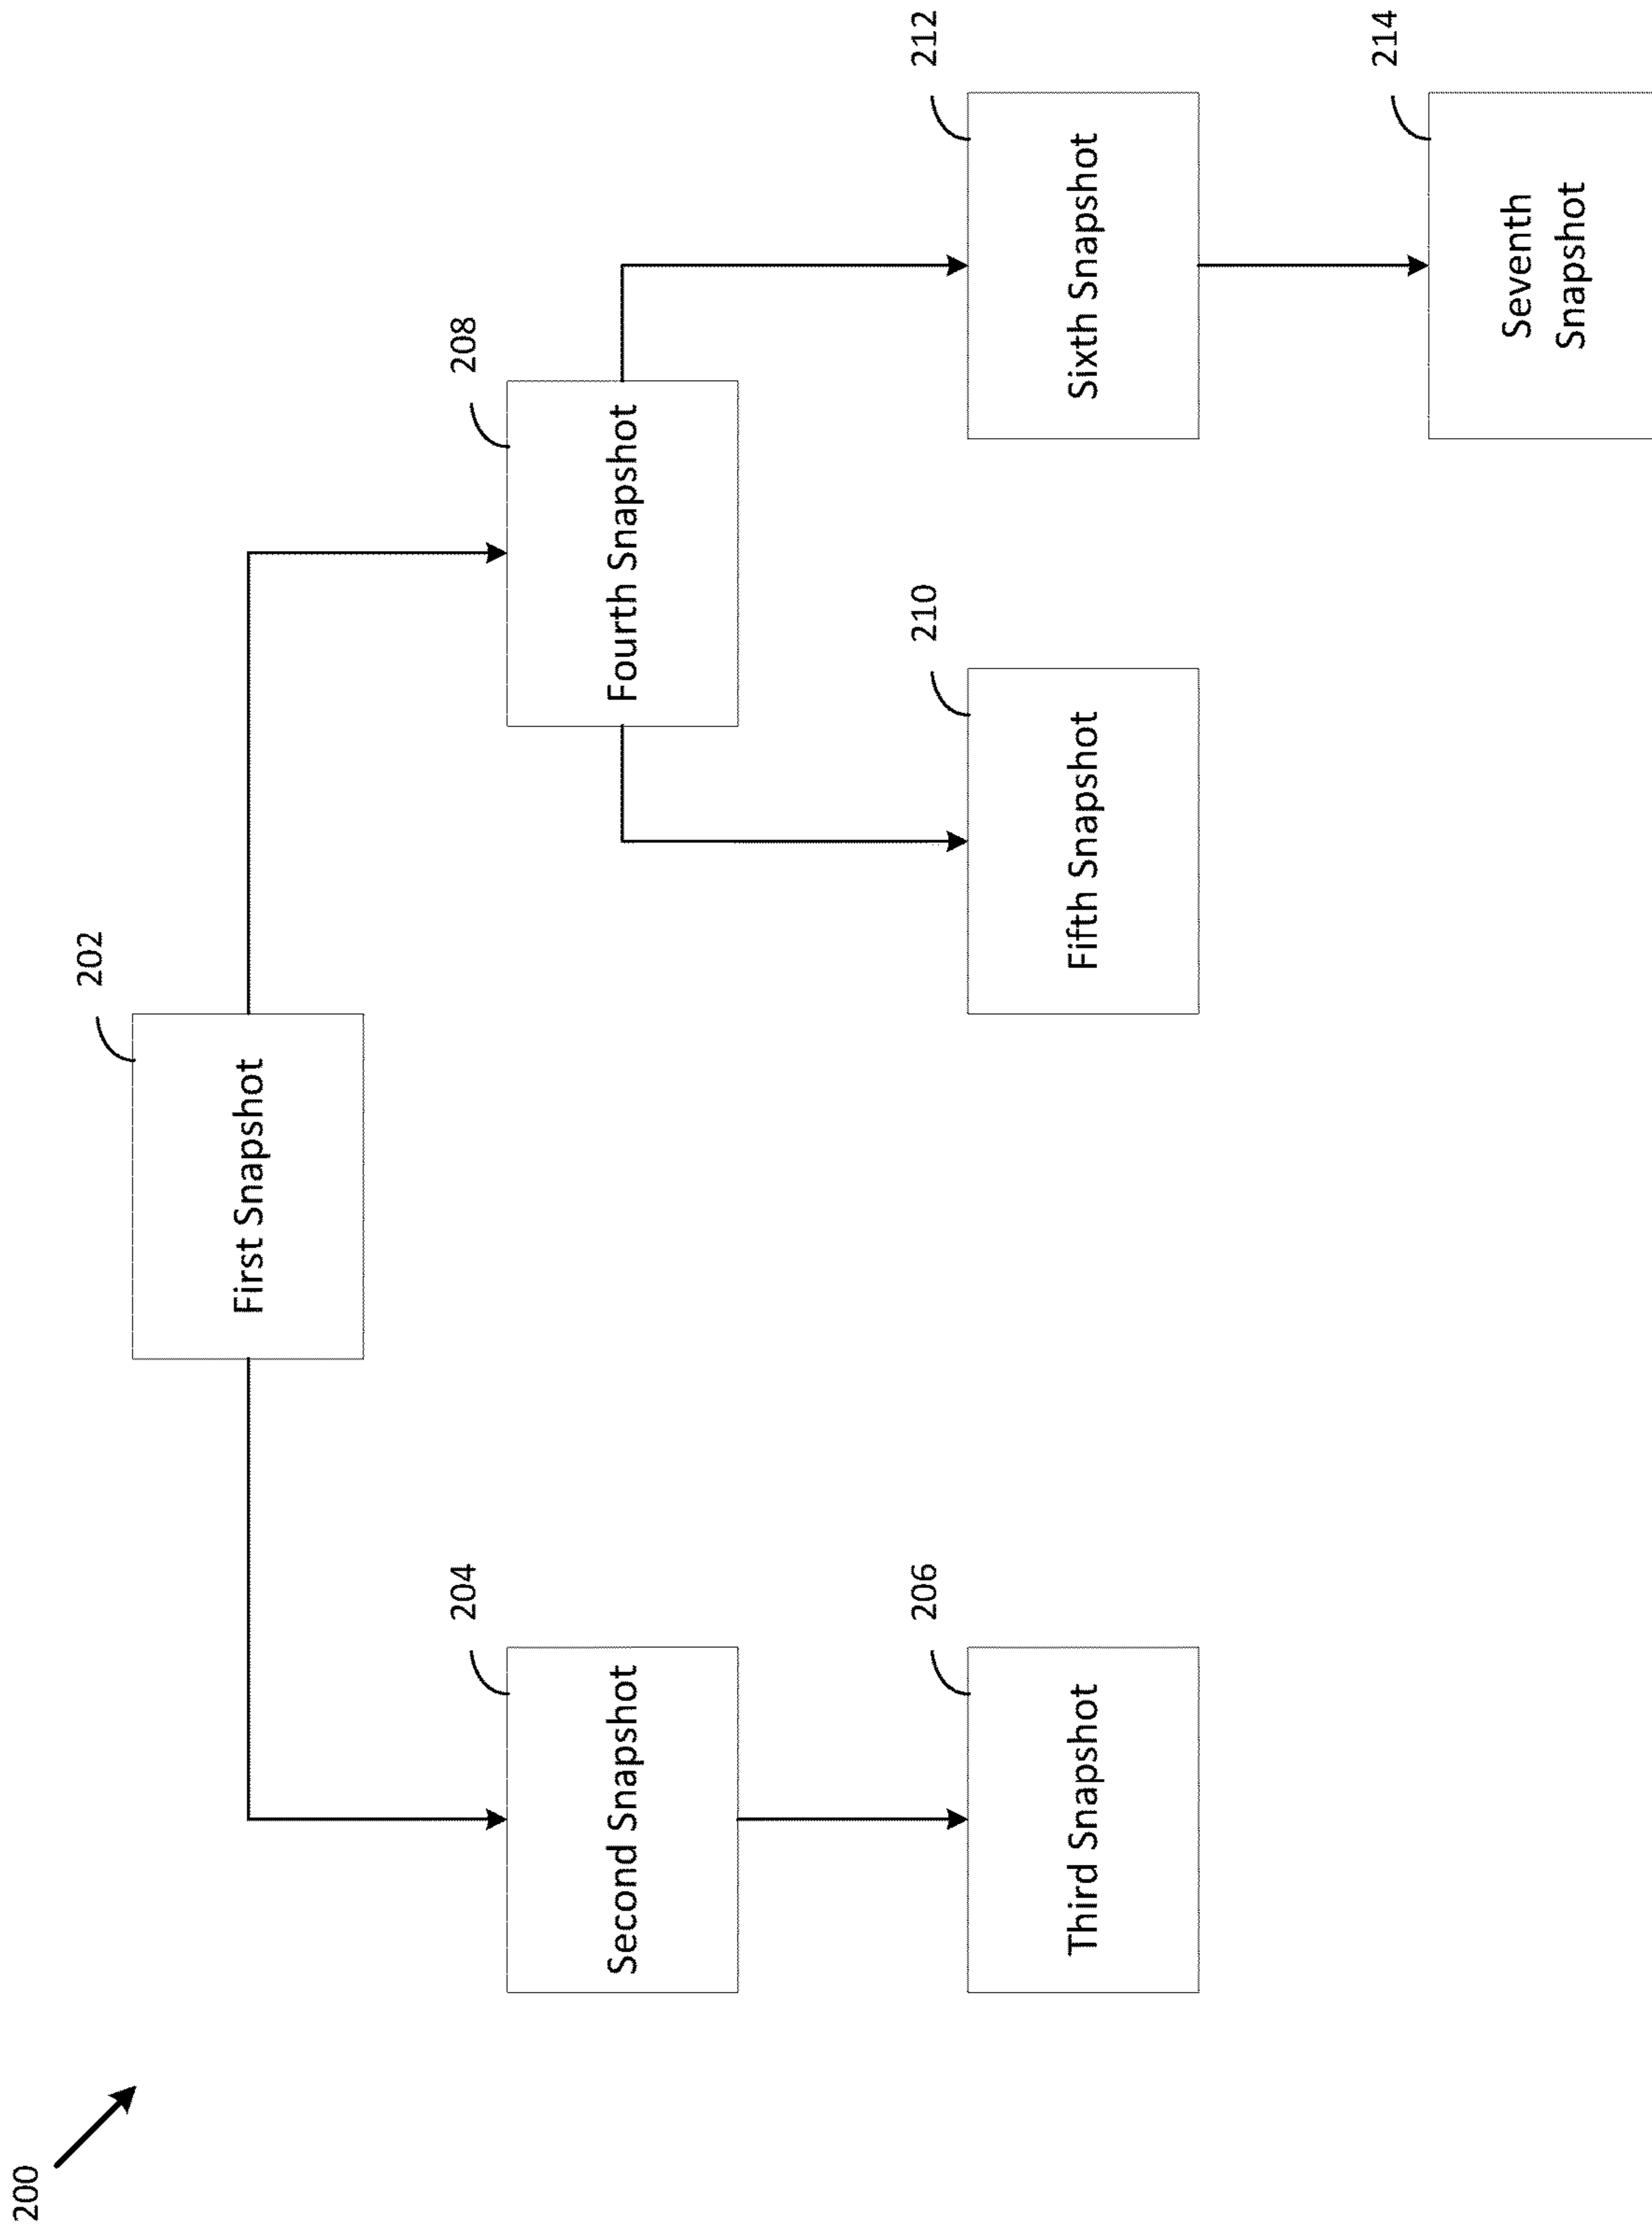 200
202
First Snapshot
204
Second Snapshot
208
Fourth Snapshot
206
Third Snapshot
210
Fifth Snapshot
212
Sixth Snapshot
214
Seventh
Snapshot